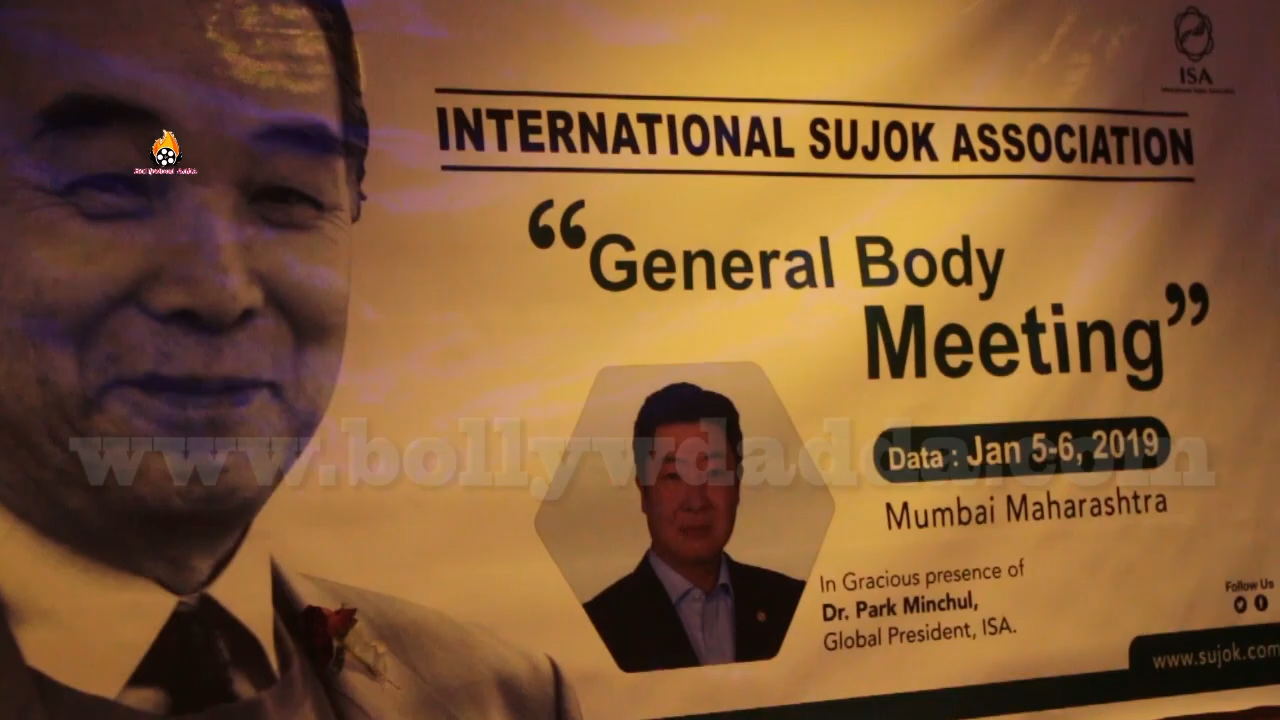 ISA
INTERNATIONAL SUJOK ASSOCIATION
“General Body
Meeting”
Data : Jan 5-6, 2019
Mumbai Maharashtra
In Gracious presence of
Dr. Park Minchul,
Global President, ISA.
Follow Us
www.sujok.com
www.bollywdadda.com